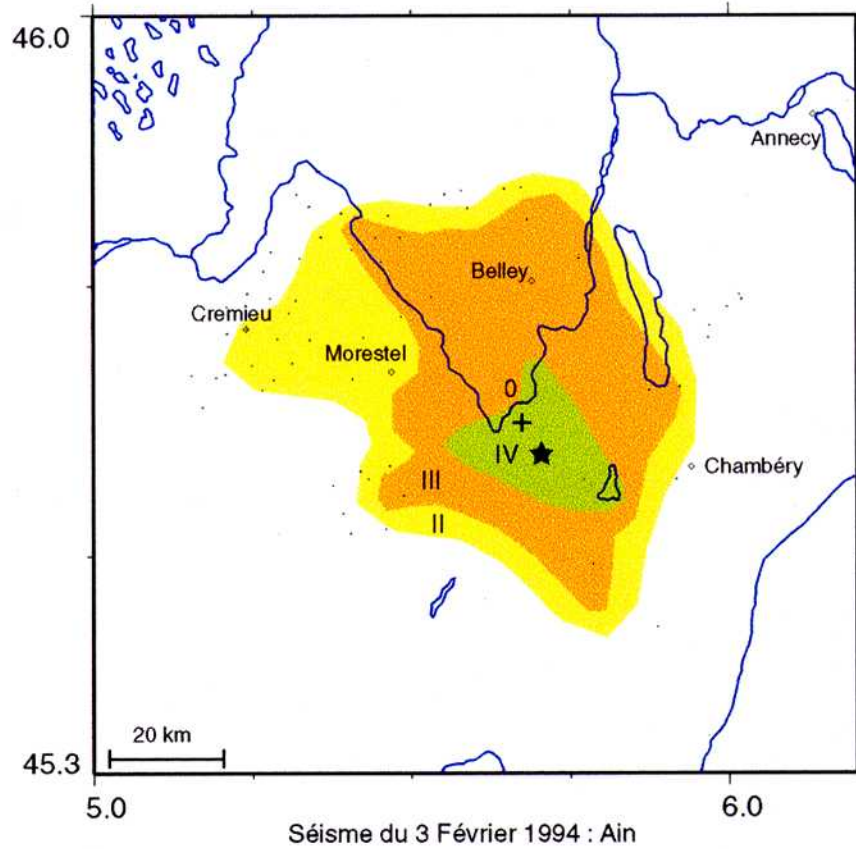 46.0
Annecy
Belley
Cremieu
Morestel
0
IV
Chambéry
III
II
20 km
45.3
5.0
6.0
Séisme du 3 Février 1994 : Ain